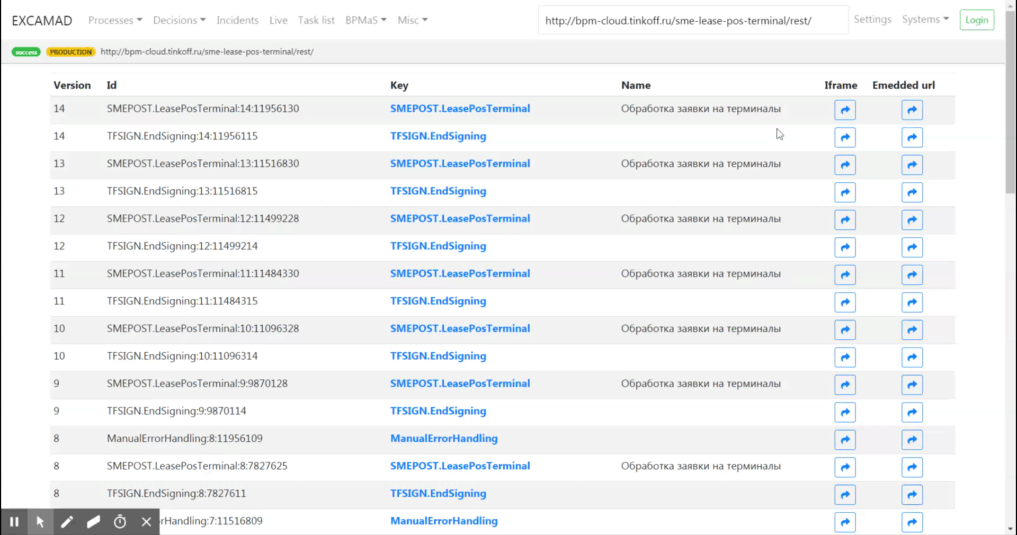 EXCAMAD Processes Decisions Incidents Live Task list BPMaS Misc http://bpm-cloud.tinkoff.ru/sme-lease-pos-terminal/rest/ Settings Systems Login
success PRODUCTION http://bpm-cloud.tinkoff.ru/sme-lease-pos-terminal/rest/
Version Id Key Name Iframe Emedded url
14 SMEPOST.LeasePosTerminal:14:11956130 SMEPOST.LeasePosTerminal Обработка заявки на терминалы
14 TFSIGN.EndSigning:14:11956115 TFSIGN.EndSigning
13 SMEPOST.LeasePosTerminal:13:11516830 SMEPOST.LeasePosTerminal Обработка заявки на терминалы
13 TFSIGN.EndSigning:13:11516815 TFSIGN.EndSigning
12 SMEPOST.LeasePosTerminal:12:11499228 SMEPOST.LeasePosTerminal Обработка заявки на терминалы
12 TFSIGN.EndSigning:12:11499214 TFSIGN.EndSigning
11 SMEPOST.LeasePosTerminal:11:11484330 SMEPOST.LeasePosTerminal Обработка заявки на терминалы
11 TFSIGN.EndSigning:11:11484315 TFSIGN.EndSigning
10 SMEPOST.LeasePosTerminal:10:11096328 SMEPOST.LeasePosTerminal Обработка заявки на терминалы
10 TFSIGN.EndSigning:10:11096314 TFSIGN.EndSigning
9 SMEPOST.LeasePosTerminal:9:9870128 SMEPOST.LeasePosTerminal Обработка заявки на терминалы
9 TFSIGN.EndSigning:9:9870114 TFSIGN.EndSigning
8 ManualErrorHandling:8:11956109 ManualErrorHandling
8 SMEPOST.LeasePosTerminal:8:7827625 SMEPOST.LeasePosTerminal Обработка заявки на терминалы
8 TFSIGN.EndSigning:8:7827611 TFSIGN.EndSigning
rHandling:7:11516809 ManualErrorHandling